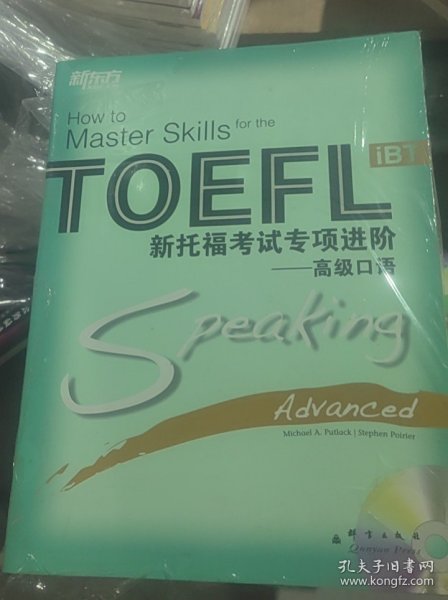 新东方
How to
Master Skills for the
TOEFL iBT
新托福考试专项进阶
——高级口语
Speaking
Advanced
Michael A. Putlack | Stephen Poirier
群言出版社
Qunyan Press
孔夫子旧书网
www.kongfz.com